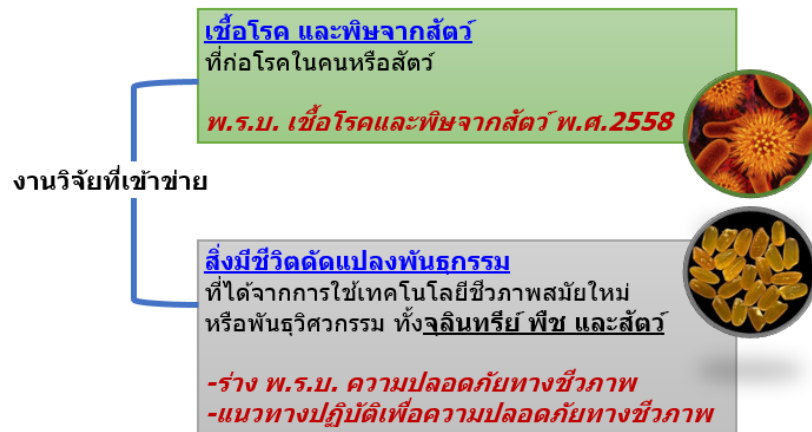 งานวิจัยที่เข้าข่าย
เชื้อโรค และพิษจากสัตว์
ที่ก่อโรคในคนหรือสัตว์
พ.ร.บ. เชื้อโรคและพิษจากสัตว์ พ.ศ.2558
สิ่งมีชีวิตดัดแปลงพันธุกรรม
ที่ได้จากการใช้เทคโนโลยีชีวภาพสมัยใหม่
หรือพันธุวิศวกรรม ทั้งจุลินทรีย์ พืช และสัตว์
-ร่าง พ.ร.บ. ความปลอดภัยทางชีวภาพ
-แนวทางปฏิบัติเพื่อความปลอดภัยทางชีวภาพ